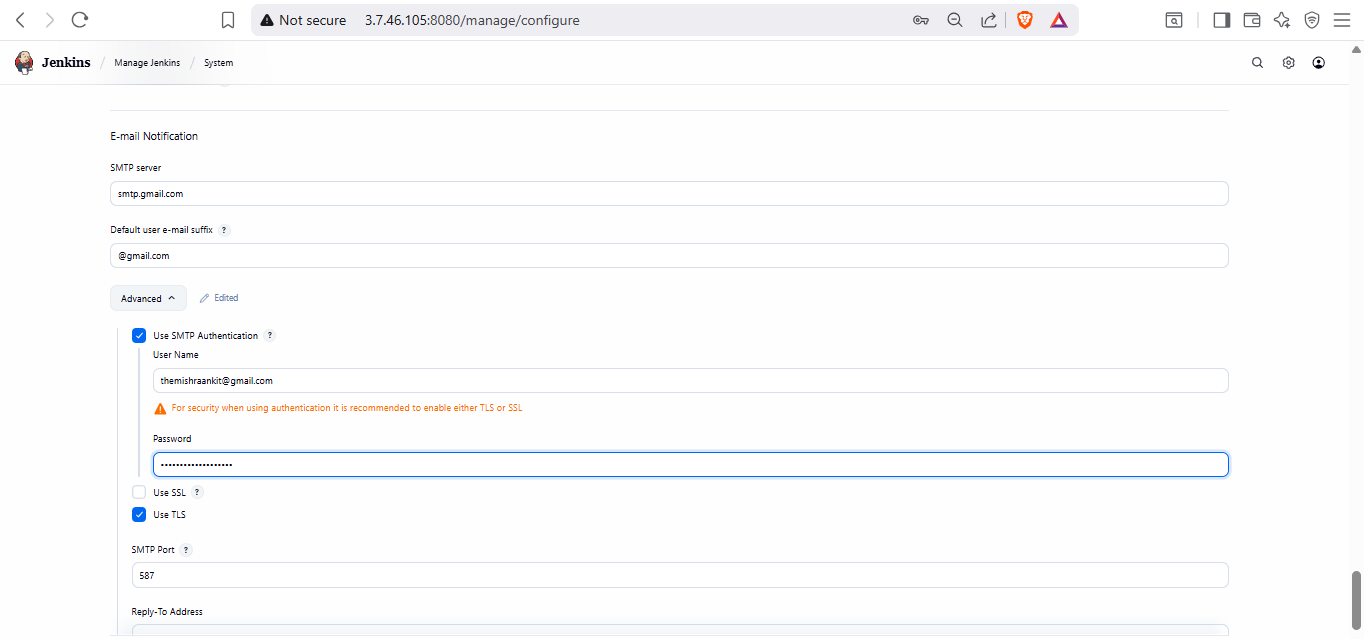 Not secure 3.7.46.105:8080/manage/configure
Jenkins / Manage Jenkins / System
E-mail Notification
SMTP server
smtp.gmail.com
Default user e-mail suffix ?
@gmail.com
Advanced Edited
Use SMTP Authentication ?
User Name
themishraankit@gmail.com
For security when using authentication it is recommended to enable either TLS or SSL
Password
•••••••••••••••••••
Use SSL ?
Use TLS
SMTP Port ?
587
Reply-To Address